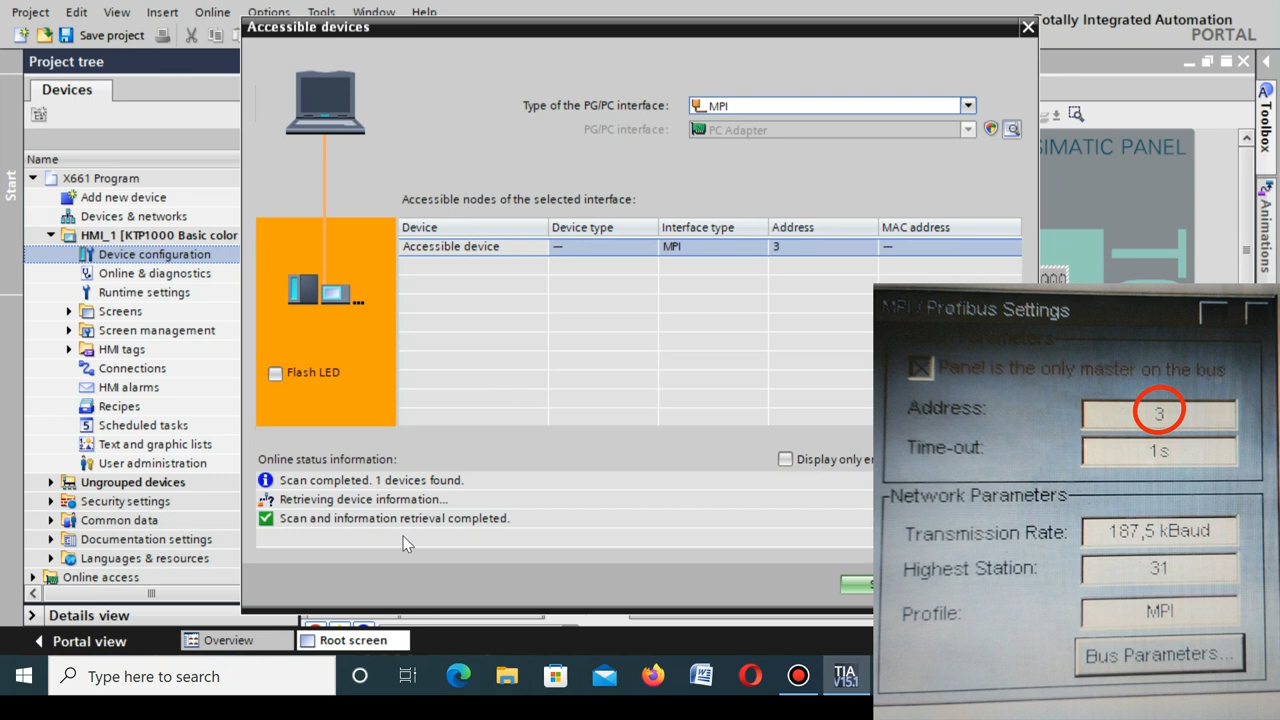 Project Edit View Insert Online Options Tools Window Help
Totally Integrated Automation
PORTAL
Save project
Accessible devices
Project tree
Devices
Start
Name
X661 Program
Add new device
Devices & networks
HMI_1 [KTP1000 Basic color
Device configuration
Online & diagnostics
Runtime settings
Screens
Screen management
HMI tags
Connections
HMI alarms
Recipes
Scheduled tasks
Text and graphic lists
User administration
Ungrouped devices
Security settings
Common data
Documentation settings
Languages & resources
Online access
Details view
Type of the PG/PC interface: MPI
PG/PC interface: PC Adapter
Accessible nodes of the selected interface:
Device Device type Interface type Address MAC address
Accessible device — MPI 3 —
Flash LED
Online status information:
Display only
Scan completed. 1 devices found.
Retrieving device information...
Scan and information retrieval completed.
SIMATIC PANEL
Toolbox
Animations
MPI / Profibus Settings
Panel is the only master on the bus
Address: 3
Time-out: 1s
Network Parameters
Transmission Rate: 187,5 kBaud
Highest Station: 31
Profile: MPI
Bus Parameters...
Portal view
Overview
Root screen
Type here to search
TIA
V15.1